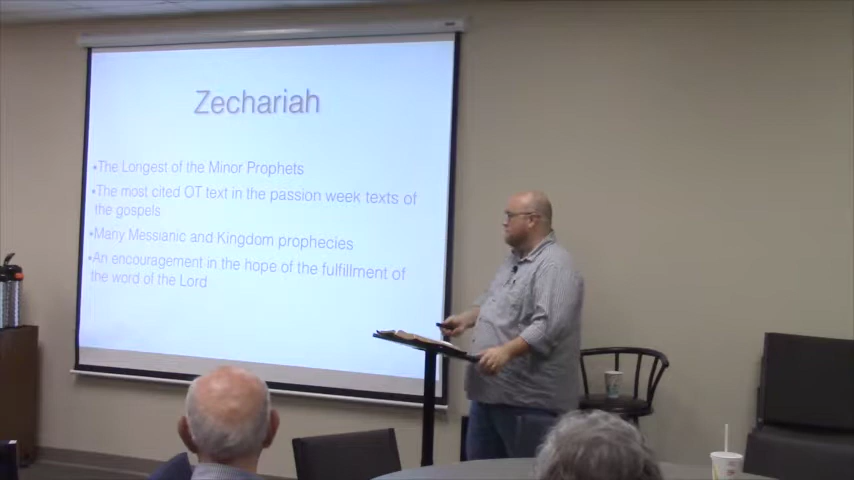 Zechariah
•The Longest of the Minor Prophets
•The most cited OT text in the passion week texts of
the gospels
•Many Messianic and Kingdom prophecies
•An encouragement in the hope of the fulfillment of
the word of the Lord